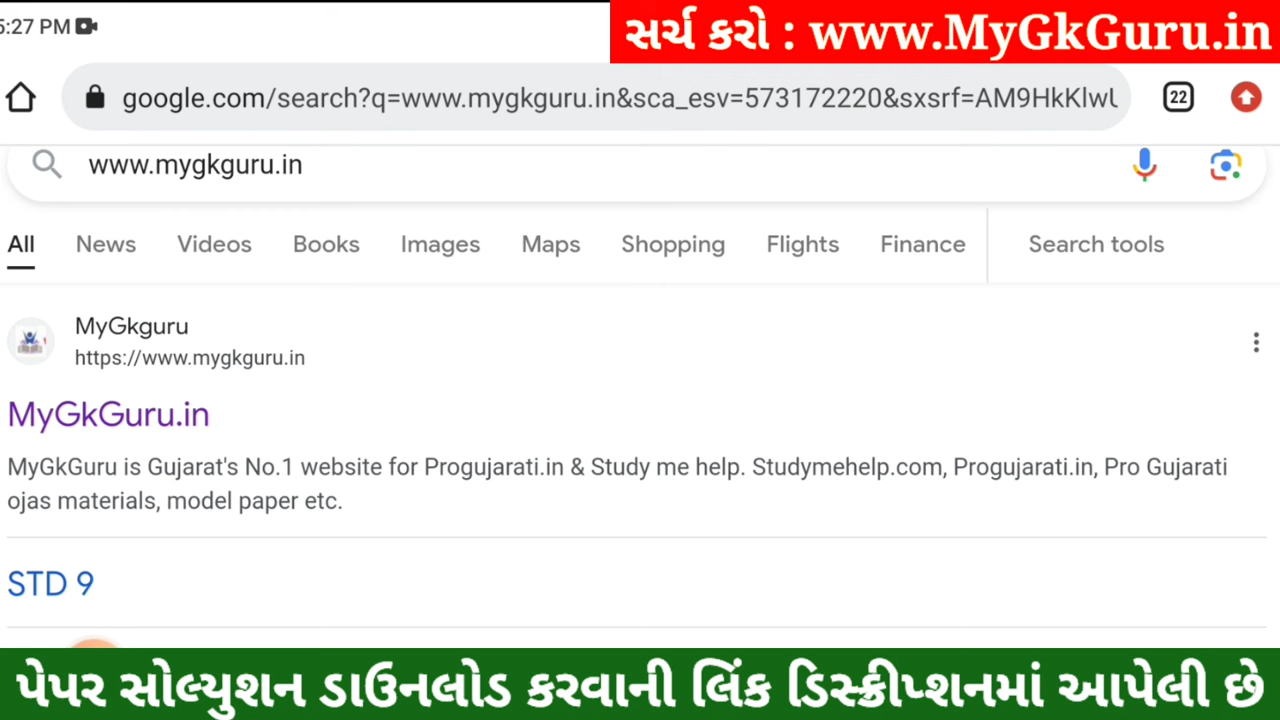 5:27 PM
સર્ચ કરો : www.MyGkGuru.in
google.com/search?q=www.mygkguru.in&sca_esv=573172220&sxsrf=AM9HkKlwU
22
www.mygkguru.in
All News Videos Books Images Maps Shopping Flights Finance Search tools
MyGkguru
https://www.mygkguru.in
MyGkGuru.in
MyGkGuru is Gujarat's No.1 website for Progujarati.in & Study me help. Studymehelp.com, Progujarati.in, Pro Gujarati
ojas materials, model paper etc.
STD 9
પેપર સોલ્યુશન ડાઉનલોડ કરવાની લિંક ડિસ્ક્રીપ્શનમાં આપેલી છે